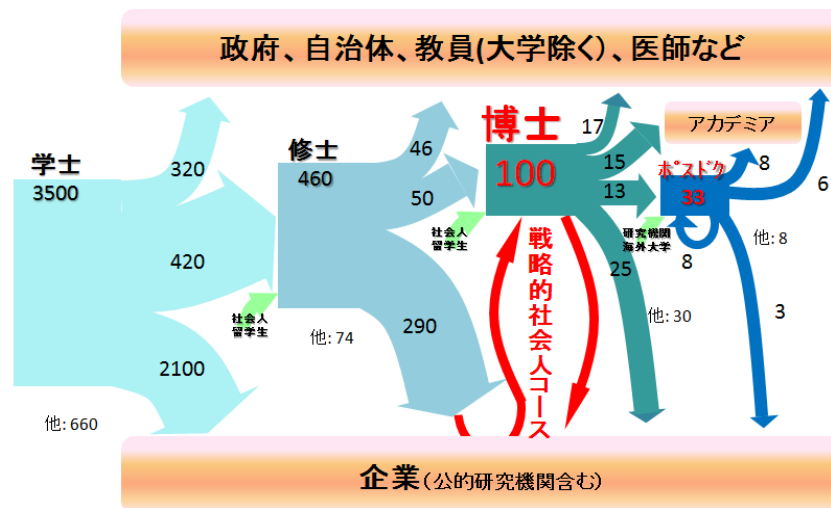 政府、自治体、教員(大学除く)、医師など
学士
3500
320
420
2100
他: 660
社会人
留学生
修士
460
46
50
290
他: 74
社会人
留学生
博士
100
17
15
13
25
他: 30
戦略的社会人コース
アカデミア
ポスドク
33
研究機関
海外大学
8
8
6
3
他: 8
企業(公的研究機関含む)